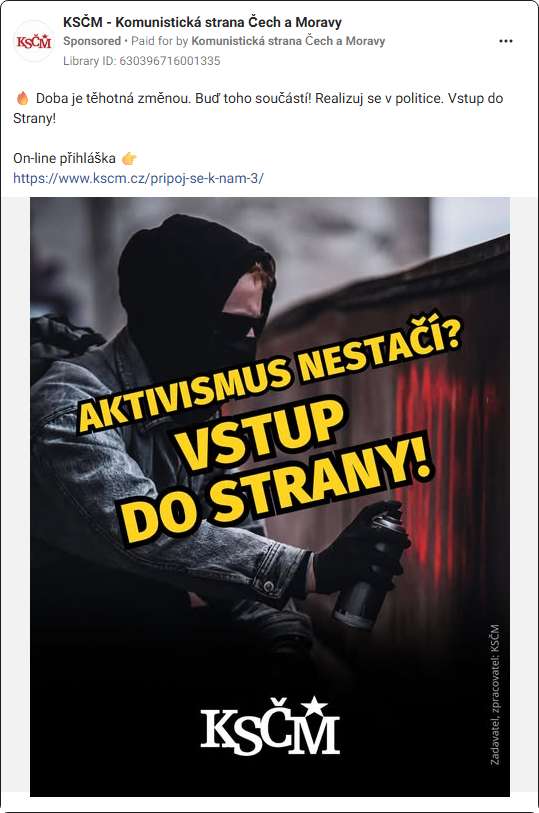 KSČM
KSČM - Komunistická strana Čech a Moravy
Sponsored • Paid for by Komunistická strana Čech a Moravy
Library ID: 630396716001335
🔥 Doba je těhotná změnou. Buď toho součástí! Realizuj se v politice. Vstup do
Strany!
On-line přihláška 👉
https://www.kscm.cz/pripoj-se-k-nam-3/
AKTIVISMUS NESTAČÍ?
VSTUP
DO STRANY!
KSČM
Zadavatel, zpracovatel: KSČM